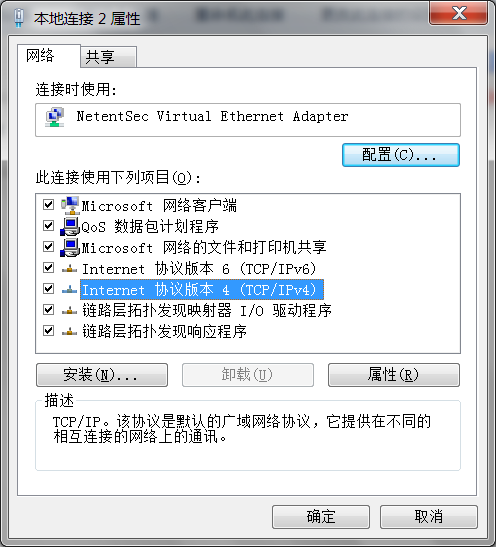 本地连接 2 属性
网络 共享
连接时使用:
NetentSec Virtual Ethernet Adapter
配置(C)...
此连接使用下列项目(O):
Microsoft 网络客户端
QoS 数据包计划程序
Microsoft 网络的文件和打印机共享
Internet 协议版本 6 (TCP/IPv6)
Internet 协议版本 4 (TCP/IPv4)
链路层拓扑发现映射器 I/O 驱动程序
链路层拓扑发现响应程序
安装(N)... 卸载(U) 属性(R)
描述
TCP/IP。该协议是默认的广域网络协议，它提供在不同的
相互连接的网络上的通讯。
确定 取消